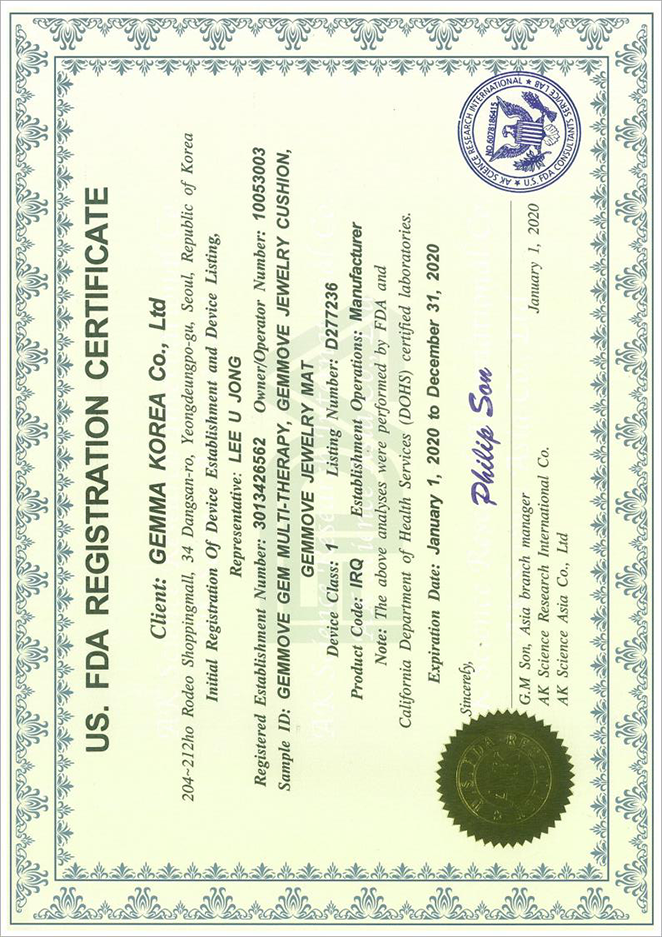 US. FDA REGISTRATION CERTIFICATE
Client: GEMMA KOREA Co., Ltd
204-212ho Rodeo Shoppingmall, 34 Dangsan-ro, Yeongdeungpo-gu, Seoul, Republic of Korea
Initial Registration Of Device Establishment and Device Listing,
Representative: LEE U JONG
Registered Establishment Number: 3013426562 Owner/Operator Number: 10053003
Sample ID: GEMMOVE GEM MULTI-THERAPY, GEMMOVE JEWELRY CUSHION,
GEMMOVE JEWELRY MAT
Device Class: 1 Listing Number: D277236
Product Code: IRQ Establishment Operations: Manufacturer
Note: The above analyses were performed by FDA and
California Department of Health Services (DOHS) certified laboratories.
Expiration Date: January 1, 2020 to December 31, 2020
Sincerely,
Philip Son
G.M Son, Asia branch manager
January 1, 2020
AK Science Research International Co.
AK Science Asia Co., Ltd
AK SCIENCE RESEARCH INTERNATIONAL
U.S. FDA CONSULTANTS SERVICE LAB
NO.6078186415